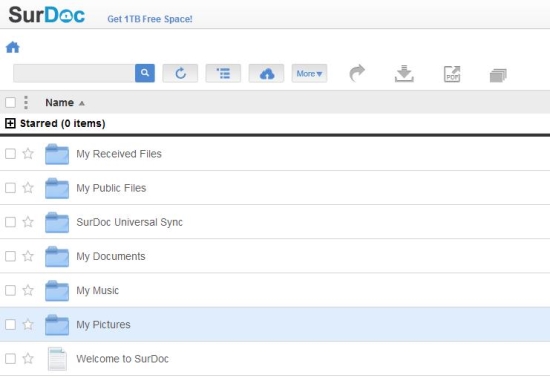 SurDoc Get 1TB Free Space!
More
PDF
Name
Starred (0 items)
My Received Files
My Public Files
SurDoc Universal Sync
My Documents
My Music
My Pictures
Welcome to SurDoc